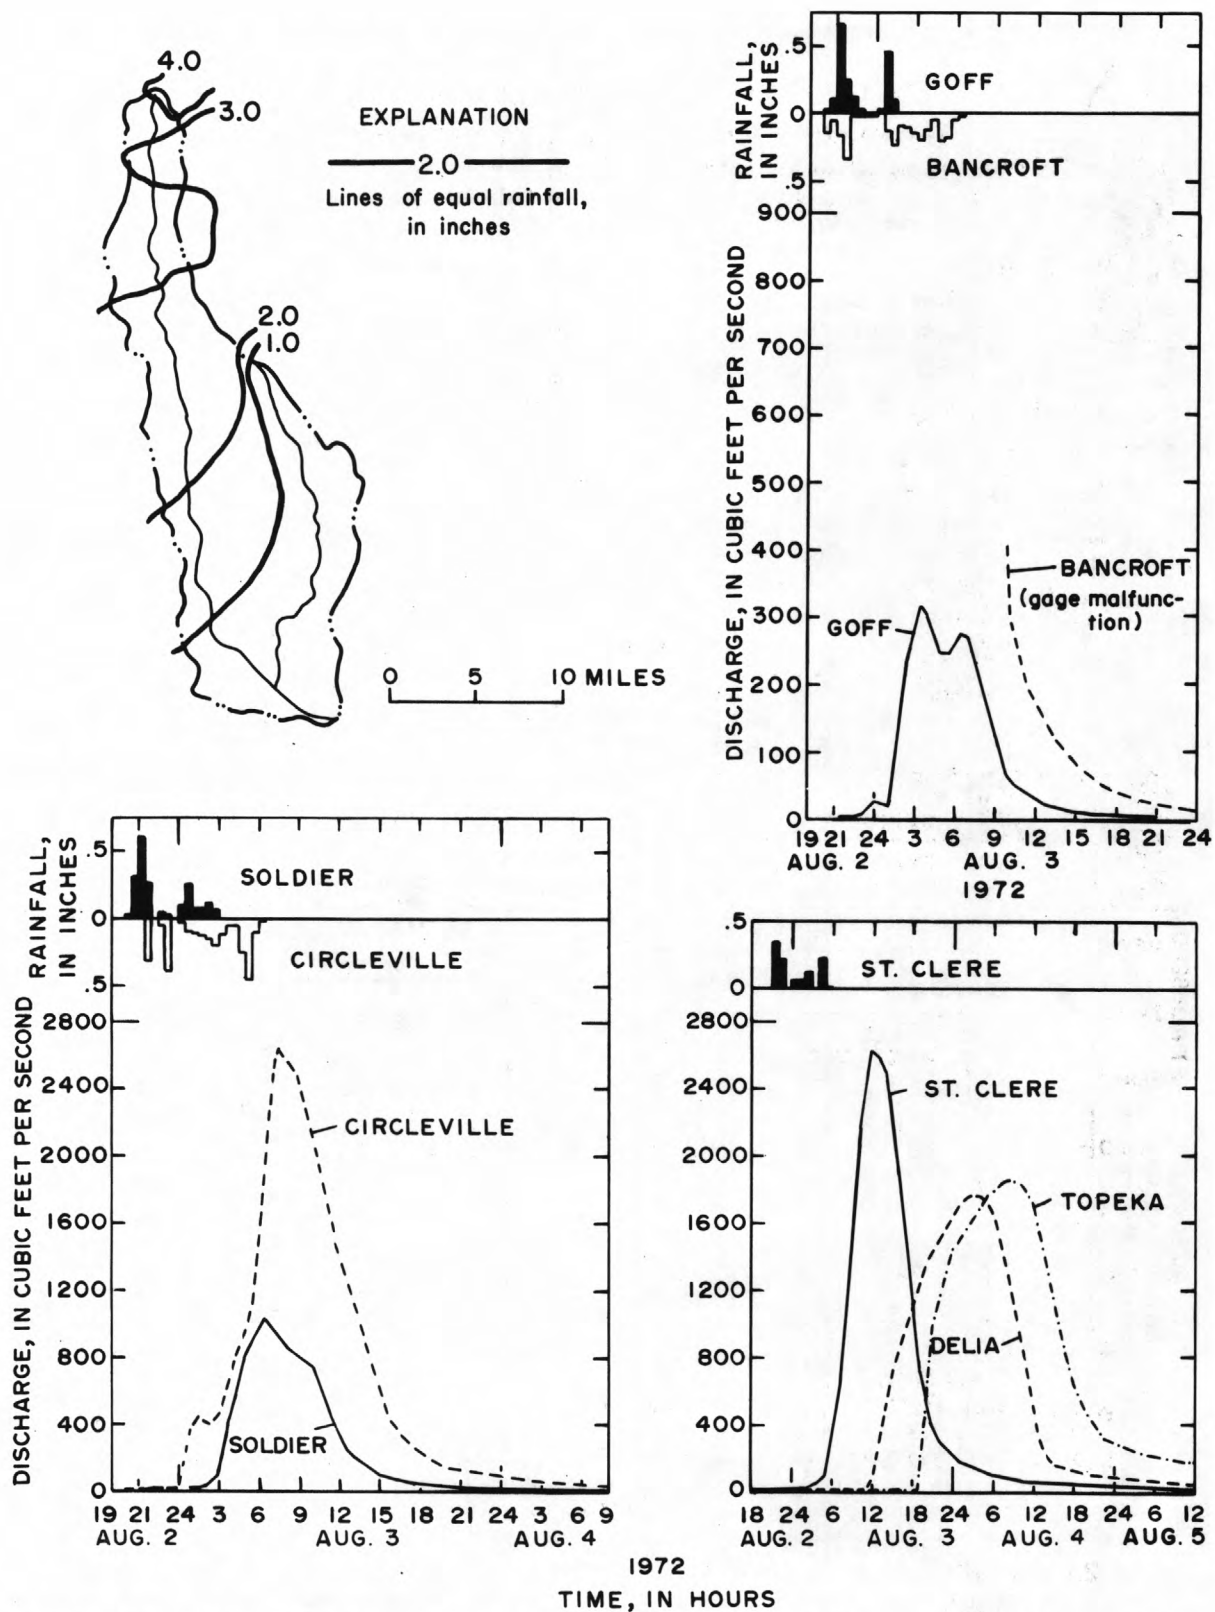 4.0
3.0
EXPLANATION
2.0
Lines of equal rainfall,
in inches
2.0
1.0
0 5 10 MILES
RAINFALL,
IN INCHES
.5
0
.5
GOFF
BANCROFT
DISCHARGE, IN CUBIC FEET PER SECOND
900
800
700
600
500
400
300
200
100
0
BANCROFT
(gage malfunc-
tion)
GOFF
19 21 24 3 6 9 12 15 18 21 24
AUG. 2 AUG. 3
1972
RAINFALL,
IN INCHES
.5
0
.5
SOLDIER
CIRCLEVILLE
DISCHARGE, IN CUBIC FEET PER SECOND
2800
2400
2000
1600
1200
800
400
0
CIRCLEVILLE
SOLDIER
19 21 24 3 6 9 12 15 18 21 24 3 6 9
AUG. 2 AUG. 3 AUG. 4
0.5
0
ST. CLERE
2800
2400
2000
1600
1200
800
400
0
ST. CLERE
TOPEKA
DELIA
18 24 6 12 18 24 6 12 18 24 6 12
AUG. 2 AUG. 3 AUG. 4 AUG. 5
1972
TIME, IN HOURS